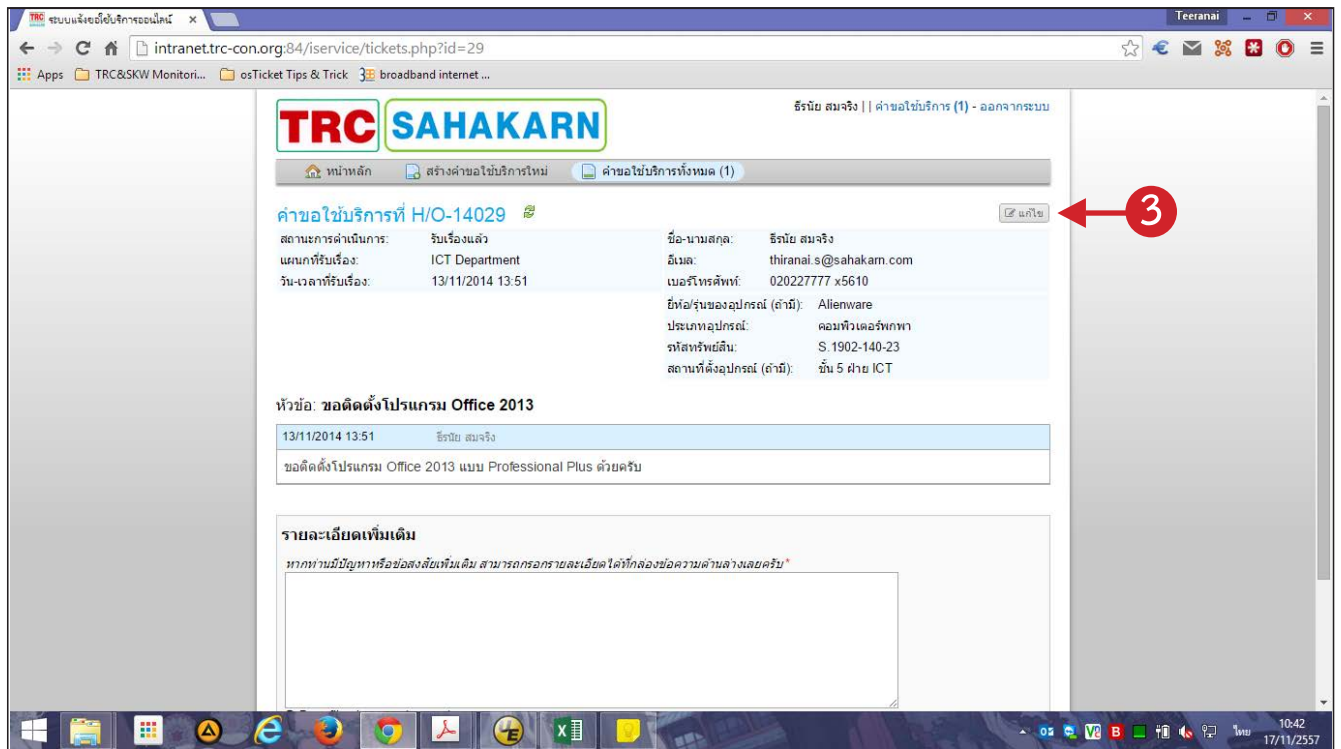 TRC ระบบแจ้งขอใช้บริการออนไลน์ ×
Teeranai
intranet.trc-con.org:84/iservice/tickets.php?id=29
Apps TRC&SKW Monitori... osTicket Tips & Trick broadband internet ...
ธีรนัย สมจริง | | คำขอใช้บริการ (1) - ออกจากระบบ
TRC SAHAKARN
หน้าหลัก สร้างคำขอใช้บริการใหม่ คำขอใช้บริการทั้งหมด (1)
คำขอใช้บริการที่ H/O-14029 แก้ไข 3
สถานะการดำเนินการ: รับเรื่องแล้ว ชื่อ-นามสกุล: ธีรนัย สมจริง
แผนกที่รับเรื่อง: ICT Department อีเมล: thiranai.s@sahakarn.com
วัน-เวลาที่รับเรื่อง: 13/11/2014 13:51 เบอร์โทรศัพท์: 020227777 x5610
ยี่ห้อ/รุ่นของอุปกรณ์ (ถ้ามี): Alienware
ประเภทอุปกรณ์: คอมพิวเตอร์พกพา
รหัสทรัพย์สิน: S.1902-140-23
สถานที่ตั้งอุปกรณ์ (ถ้ามี): ชั้น 5 ฝ่าย ICT
หัวข้อ: ขอติดตั้งโปรแกรม Office 2013
13/11/2014 13:51 ธีรนัย สมจริง
ขอติดตั้งโปรแกรม Office 2013 แบบ Professional Plus ด้วยครับ
รายละเอียดเพิ่มเติม
หากท่านมีปัญหาหรือข้อสงสัยเพิ่มเติม สามารถกรอกรายละเอียดได้ที่กล่องข้อความด้านล่างเลยครับ*
ไทย 10:42
17/11/2557